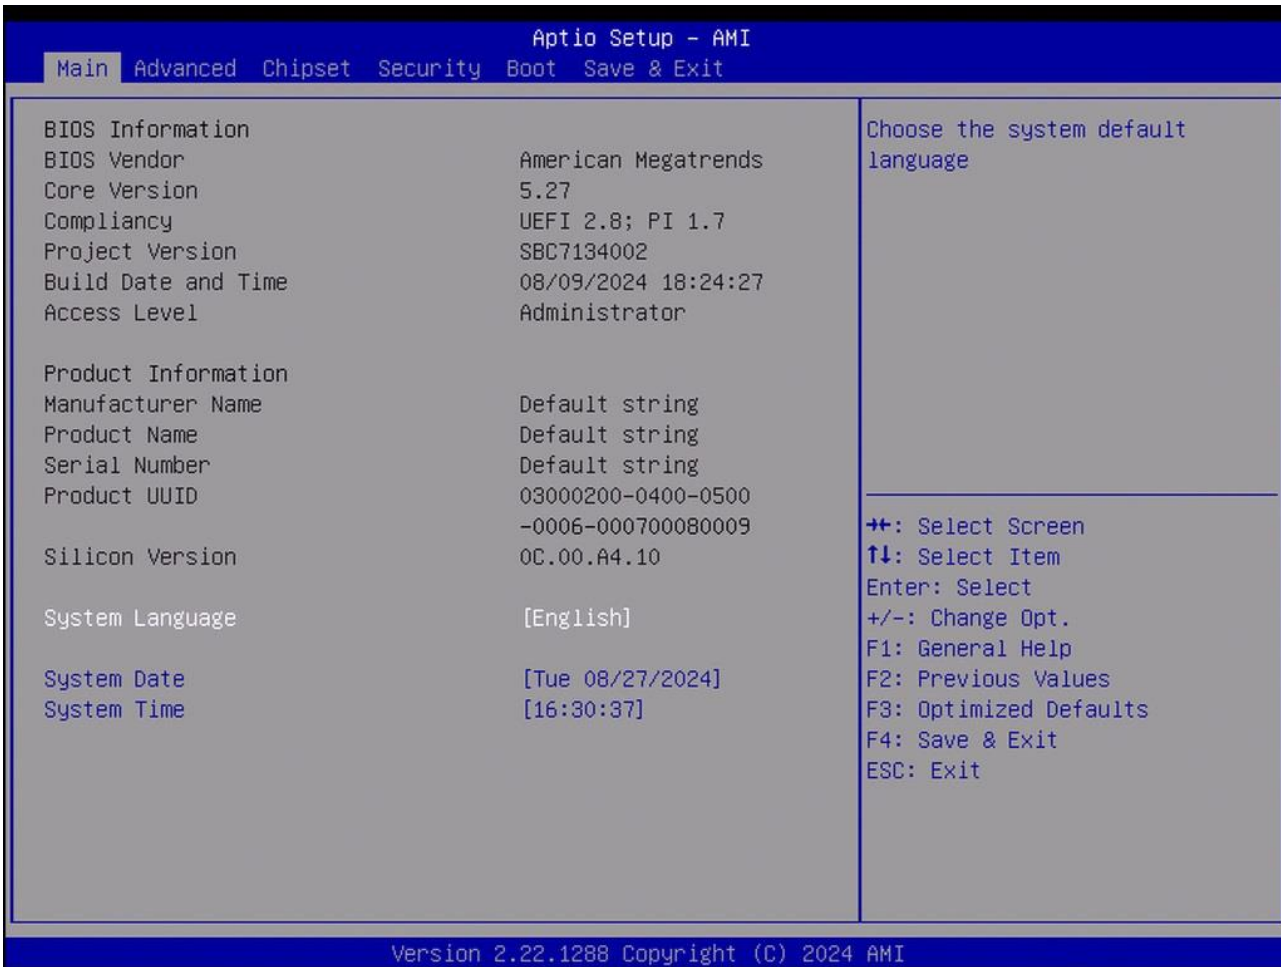 Aptio Setup - AMI
Main Advanced Chipset Security Boot Save & Exit
BIOS Information
BIOS Vendor American Megatrends
Core Version 5.27
Compliancy UEFI 2.8; PI 1.7
Project Version SBC7134002
Build Date and Time 08/09/2024 18:24:27
Access Level Administrator
Product Information
Manufacturer Name Default string
Product Name Default string
Serial Number Default string
Product UUID 03000200-0400-0500
-0006-000700080009
Silicon Version 0C.00.A4.10
System Language [English]
System Date [Tue 08/27/2024]
System Time [16:30:37]
Choose the system default
language
→←: Select Screen
↑↓: Select Item
Enter: Select
+/-: Change Opt.
F1: General Help
F2: Previous Values
F3: Optimized Defaults
F4: Save & Exit
ESC: Exit
Version 2.22.1288 Copyright (C) 2024 AMI